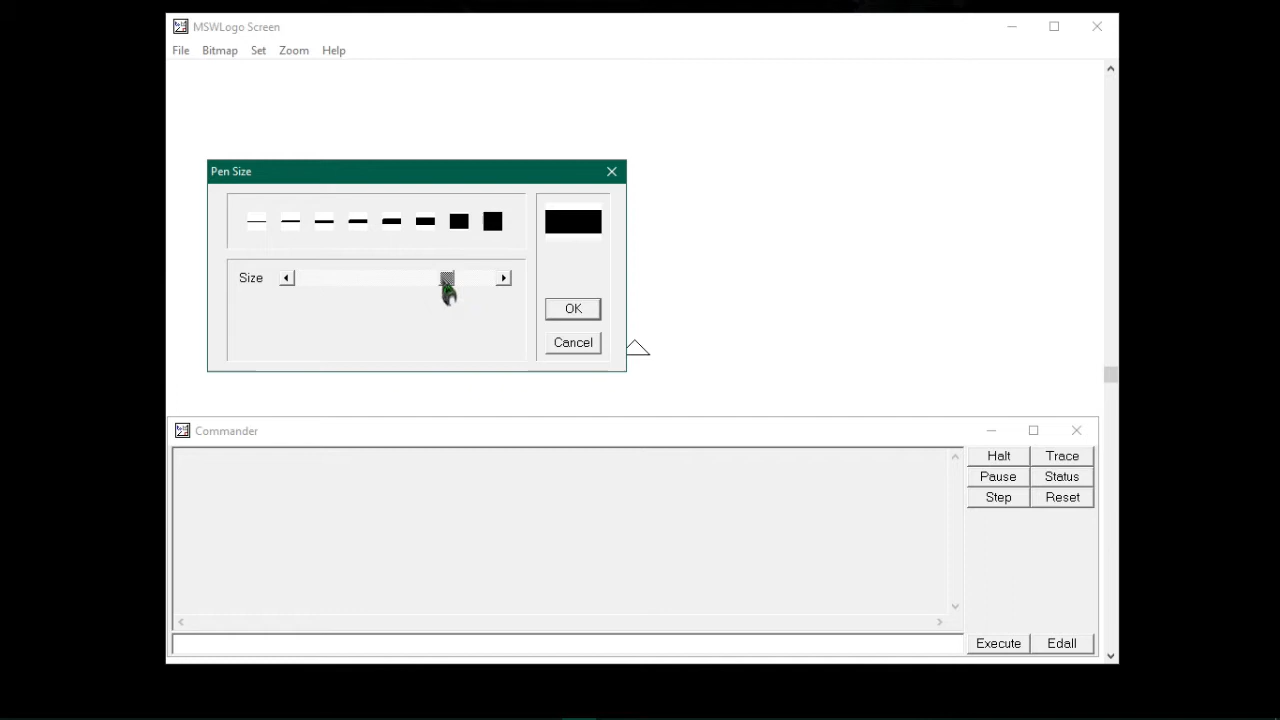 MSWLogo Screen
File Bitmap Set Zoom Help
Pen Size
Size
OK
Cancel
Commander
Halt Trace
Pause Status
Step Reset
Execute Edall